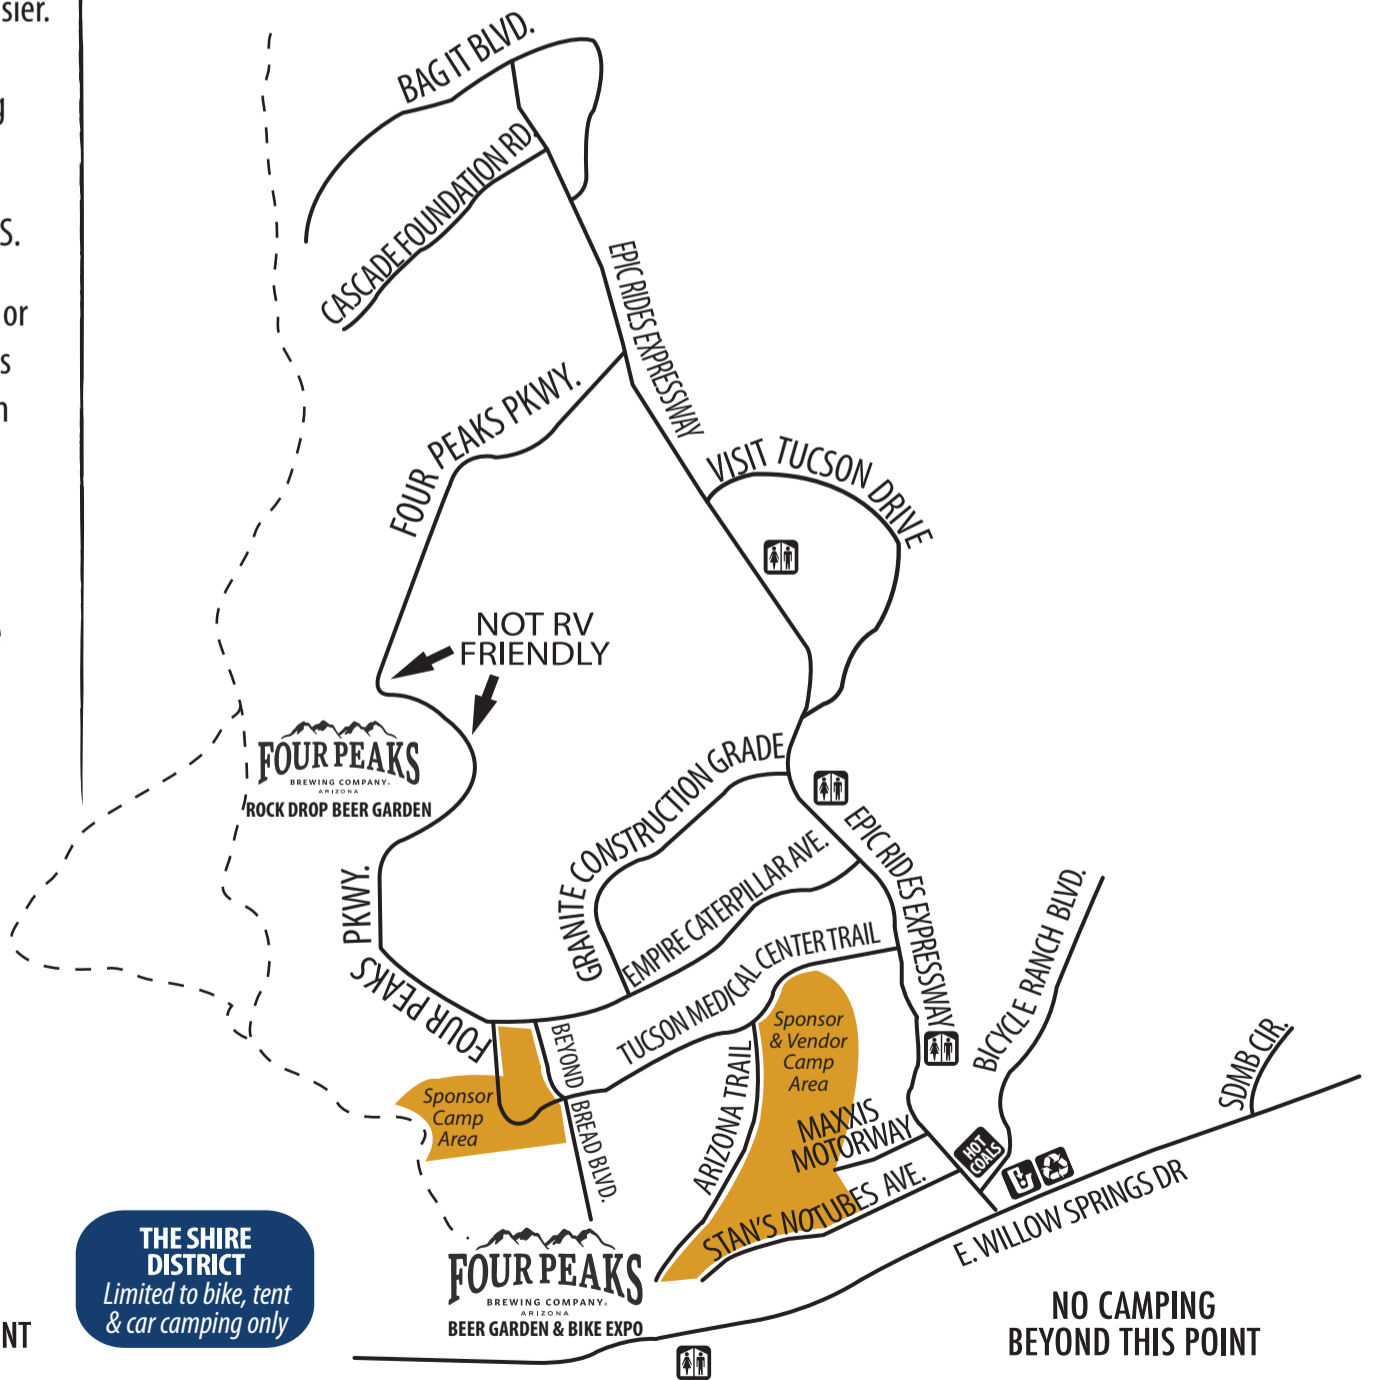 sier.
g
S.
or
s
n
NT
BAG IT BLVD.
CASCADE FOUNDATION RD.
EPIC RIDES EXPRESSWAY
FOUR PEAKS PKWY.
VISIT TUCSON DRIVE
NOT RV
FRIENDLY
FOUR PEAKS
BREWING COMPANY.
ARIZONA
ROCK DROP BEER GARDEN
GRANITE CONSTRUCTION GRADE
EMPIRE CATERPILLAR AVE.
EPIC RIDES EXPRESSWAY
FOUR PEAKS PKWY.
TUCSON MEDICAL CENTER TRAIL
BICYCLE RANCH BLVD.
BEYOND BREAD BLVD.
Sponsor
& Vendor
Camp
Area
Sponsor
Camp
Area
ARIZONA TRAIL
MAXXIS
MOTORWAY
SDMB CIR.
HOT
COALS
STAN'S NOTUBES AVE.
E. WILLOW SPRINGS DR
THE SHIRE
DISTRICT
Limited to bike, tent
& car camping only
FOUR PEAKS
BREWING COMPANY.
ARIZONA
BEER GARDEN & BIKE EXPO
NO CAMPING
BEYOND THIS POINT